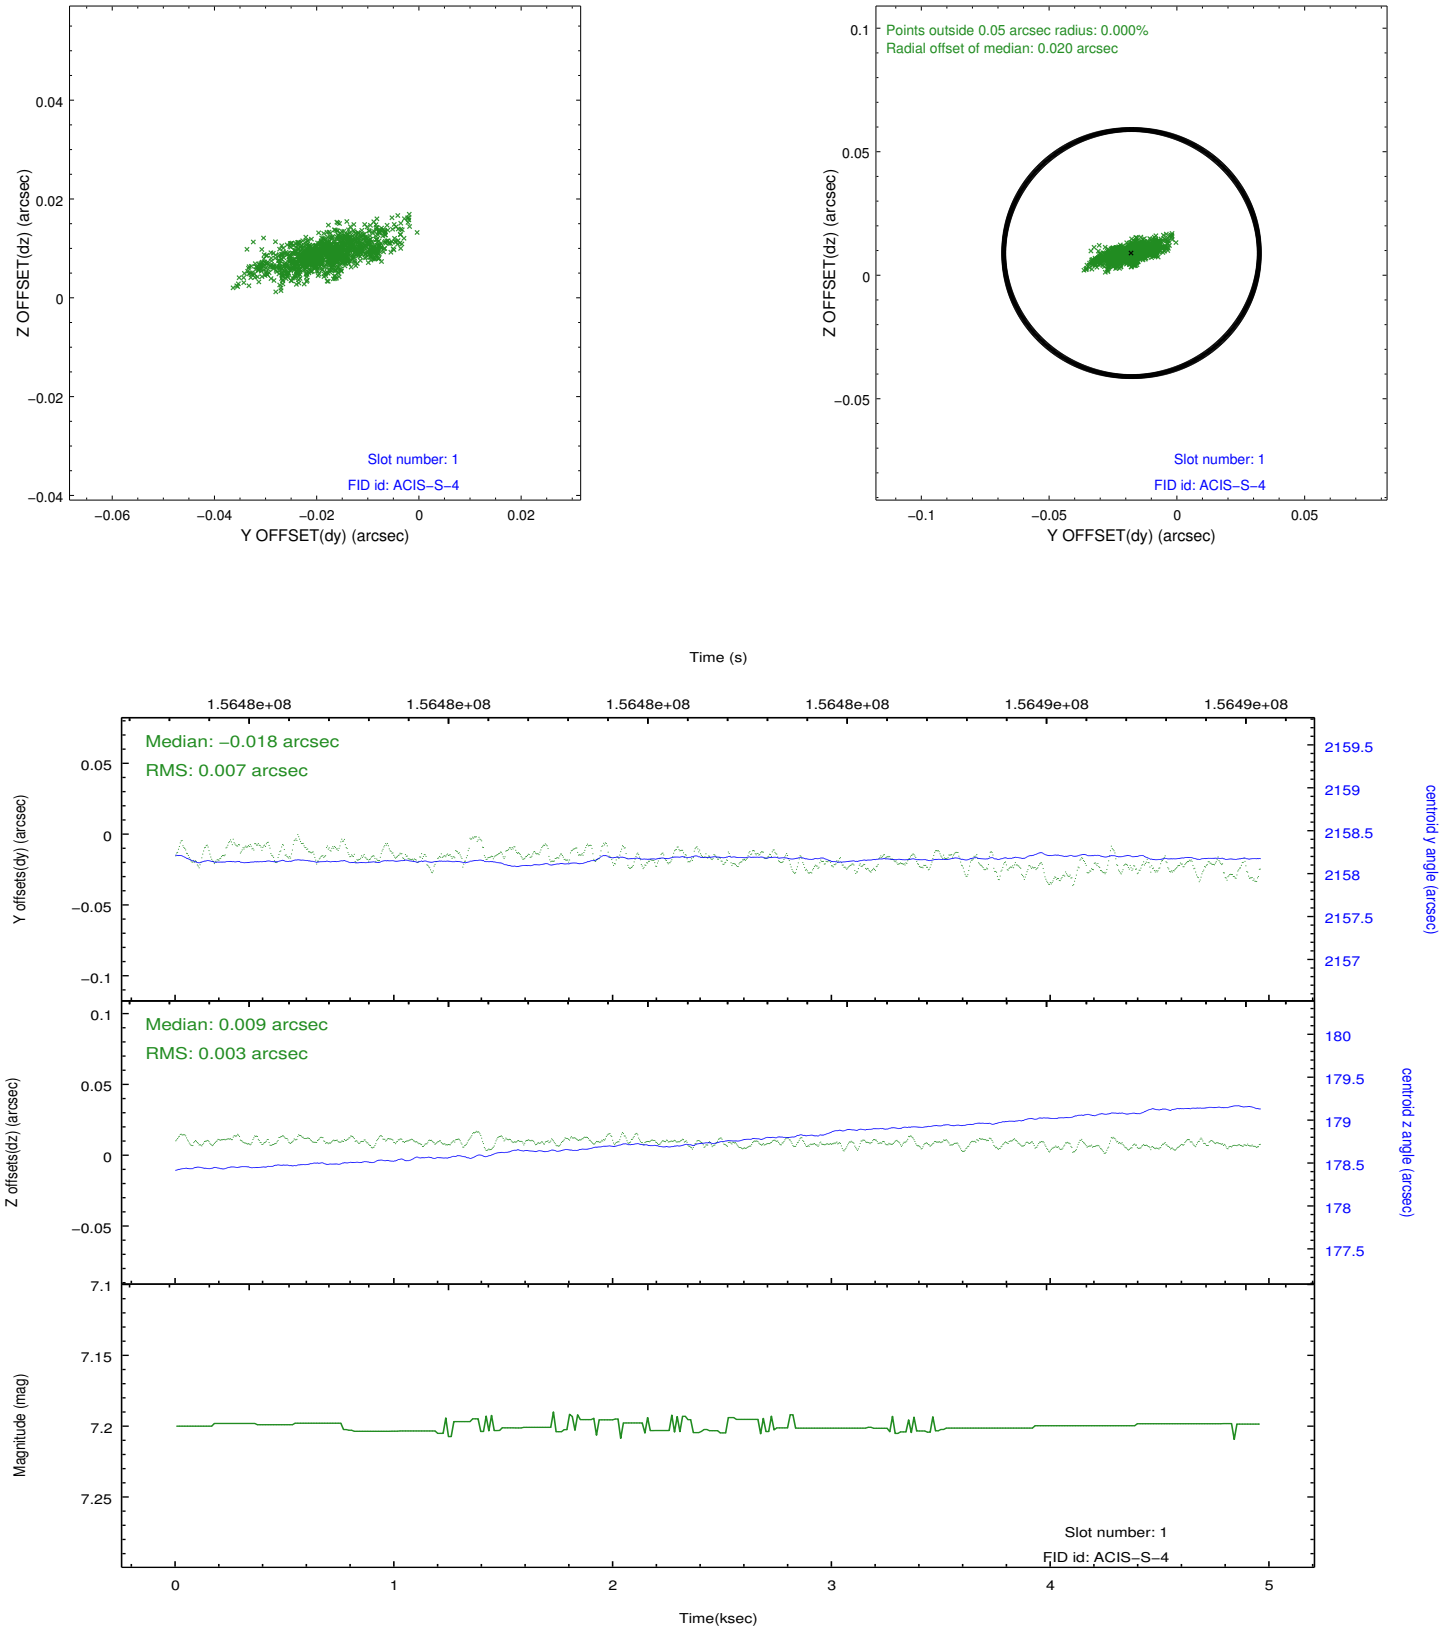 0.04
0.02
0
−0.02
−0.04
Z OFFSET(dz) (arcsec)
Slot number: 1
FID id: ACIS−S−4
−0.06 −0.04 −0.02 0 0.02
Y OFFSET(dy) (arcsec)
Points outside 0.05 arcsec radius: 0.000%
Radial offset of median: 0.020 arcsec
0.1
0.05
0
−0.05
Z OFFSET(dz) (arcsec)
Slot number: 1
FID id: ACIS−S−4
−0.1 −0.05 0 0.05
Y OFFSET(dy) (arcsec)
Time (s)
1.5648e+08 1.5648e+08 1.5648e+08 1.5648e+08 1.5649e+08 1.5649e+08
Median: −0.018 arcsec
RMS: 0.007 arcsec
0.05
0
−0.05
−0.1
Y offsets(dy) (arcsec)
2159.5
2159
2158.5
2158
2157.5
2157
centroid y angle (arcsec)
Median: 0.009 arcsec
RMS: 0.003 arcsec
0.1
0.05
0
−0.05
Z offsets(dz) (arcsec)
180
179.5
179
178.5
178
177.5
centroid z angle (arcsec)
7.1
7.15
7.2
7.25
Magnitude (mag)
Slot number: 1
FID id: ACIS−S−4
0 1 2 3 4 5
Time(ksec)